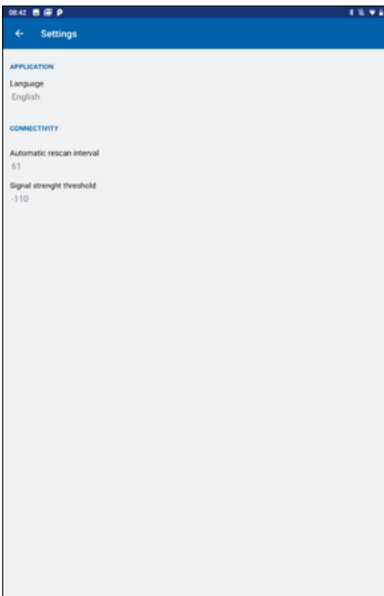 08:42
Settings
APPLICATION
Language
English
CONNECTIVITY
Automatic rescan interval
61
Signal strenght threshold
-110